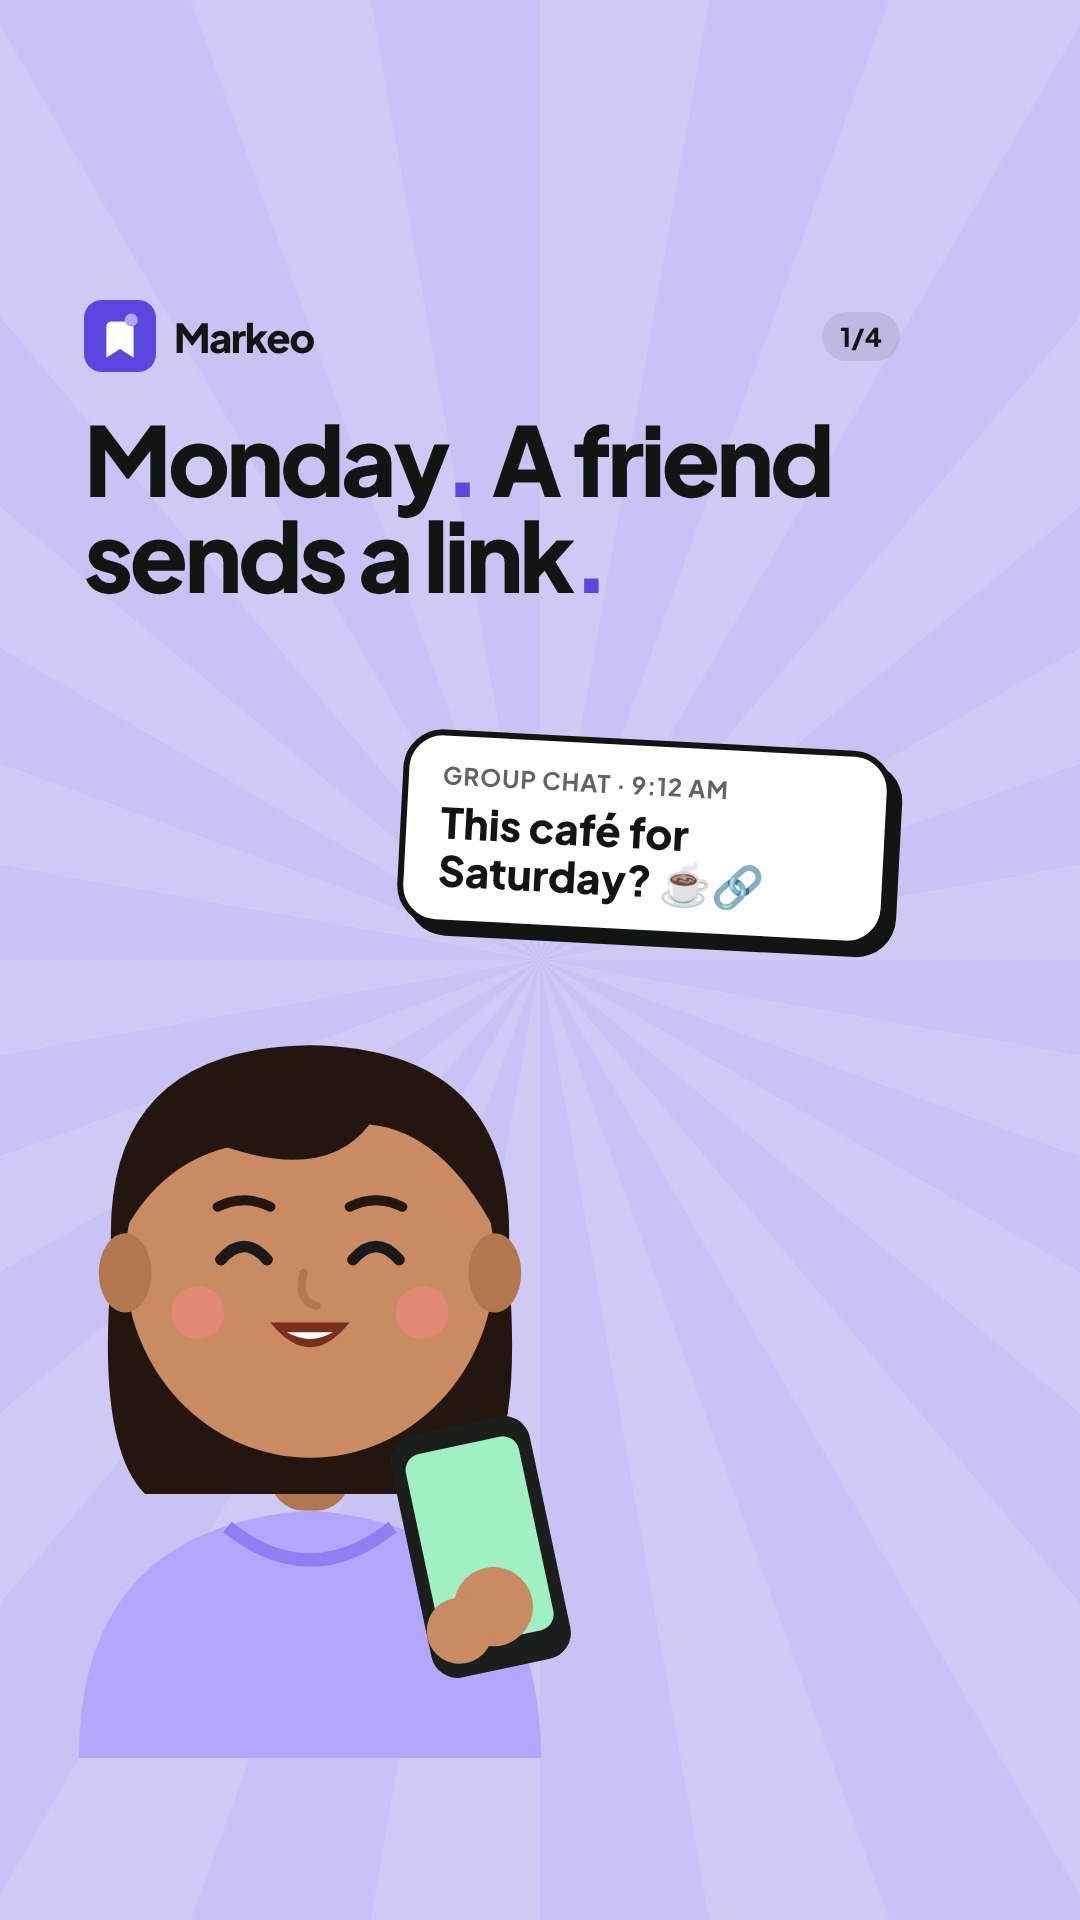 Markeo
1/4
Monday. A friend
sends a link.
GROUP CHAT · 9:12 AM
This café for
Saturday? ☕🔗